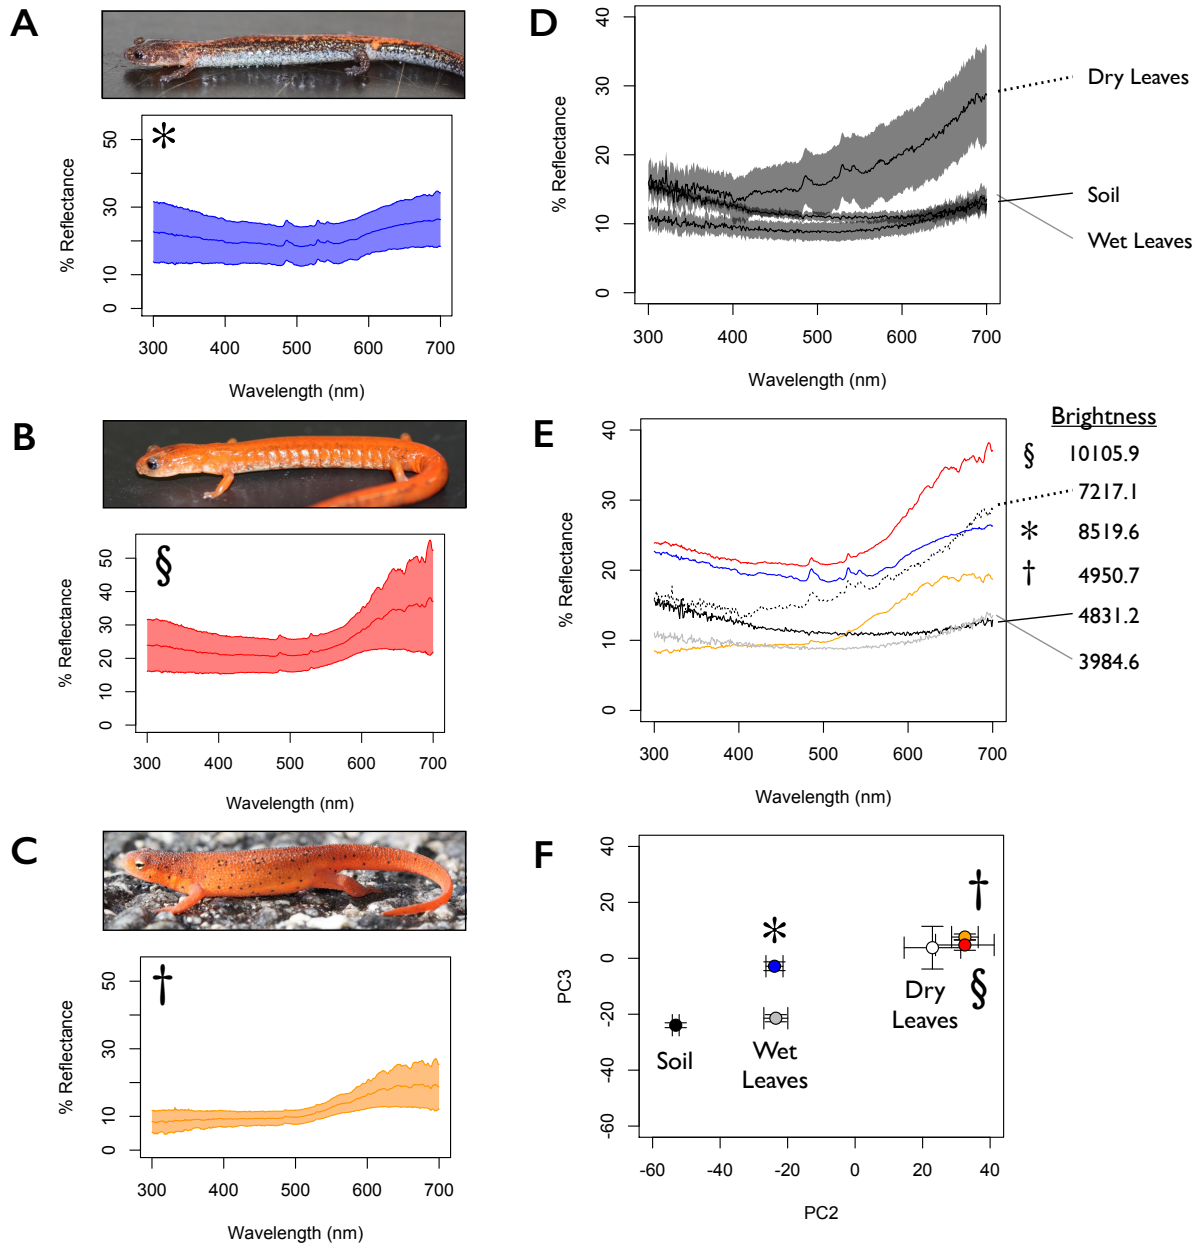 A
*
50
30
10
0
% Reflectance
300 400 500 600 700
Wavelength (nm)
B
§
50
40
30
20
10
0
% Reflectance
300 400 500 600 700
Wavelength (nm)
C
†
50
30
10
0
% Reflectance
300 400 500 600 700
Wavelength (nm)
D
40
30
20
10
0
% Reflectance
300 400 500 600 700
Wavelength (nm)
Dry Leaves
Soil
Wet Leaves
E
40
30
20
10
0
% Reflectance
300 400 500 600 700
Wavelength (nm)
Brightness
§ 10105.9
7217.1
* 8519.6
† 4950.7
4831.2
3984.6
F
40
20
0
-20
-40
-60
PC3
†
*
§
Dry
Leaves
Soil
Wet
Leaves
-60 -40 -20 0 20 40
PC2